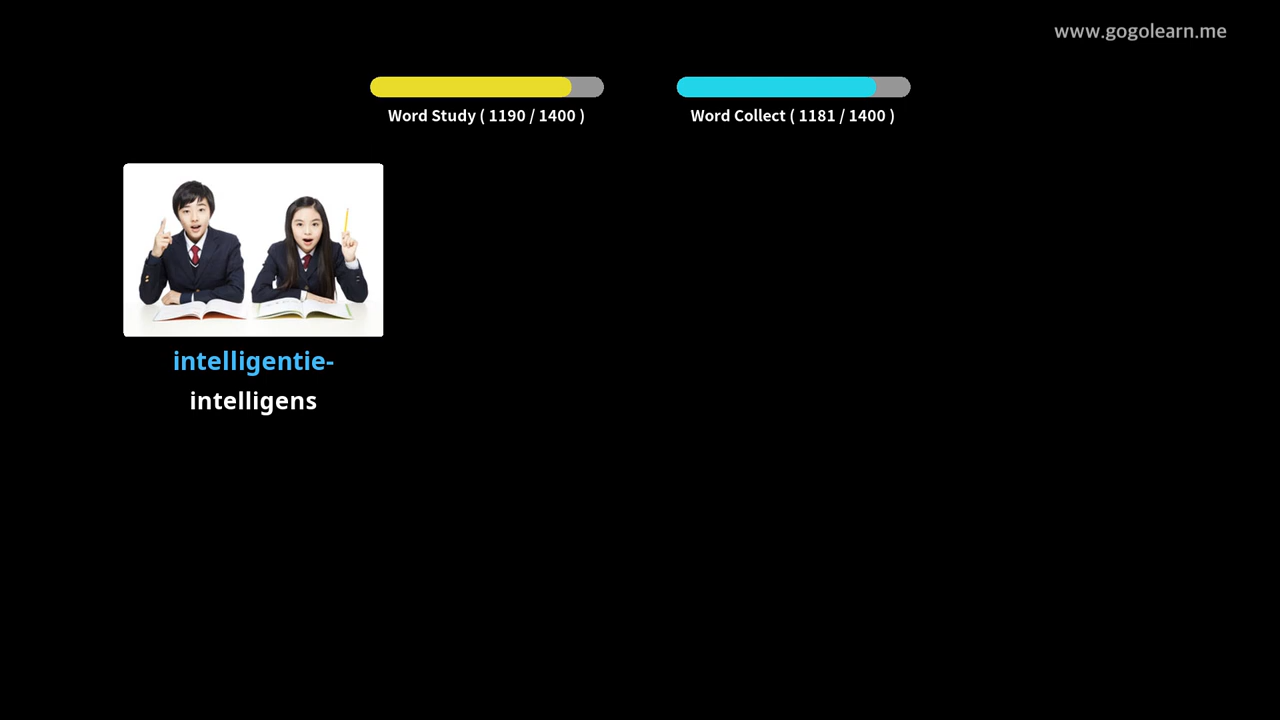 www.gogolearn.me
Word Study ( 1190 / 1400 )
Word Collect ( 1181 / 1400 )
intelligentie-
intelligens